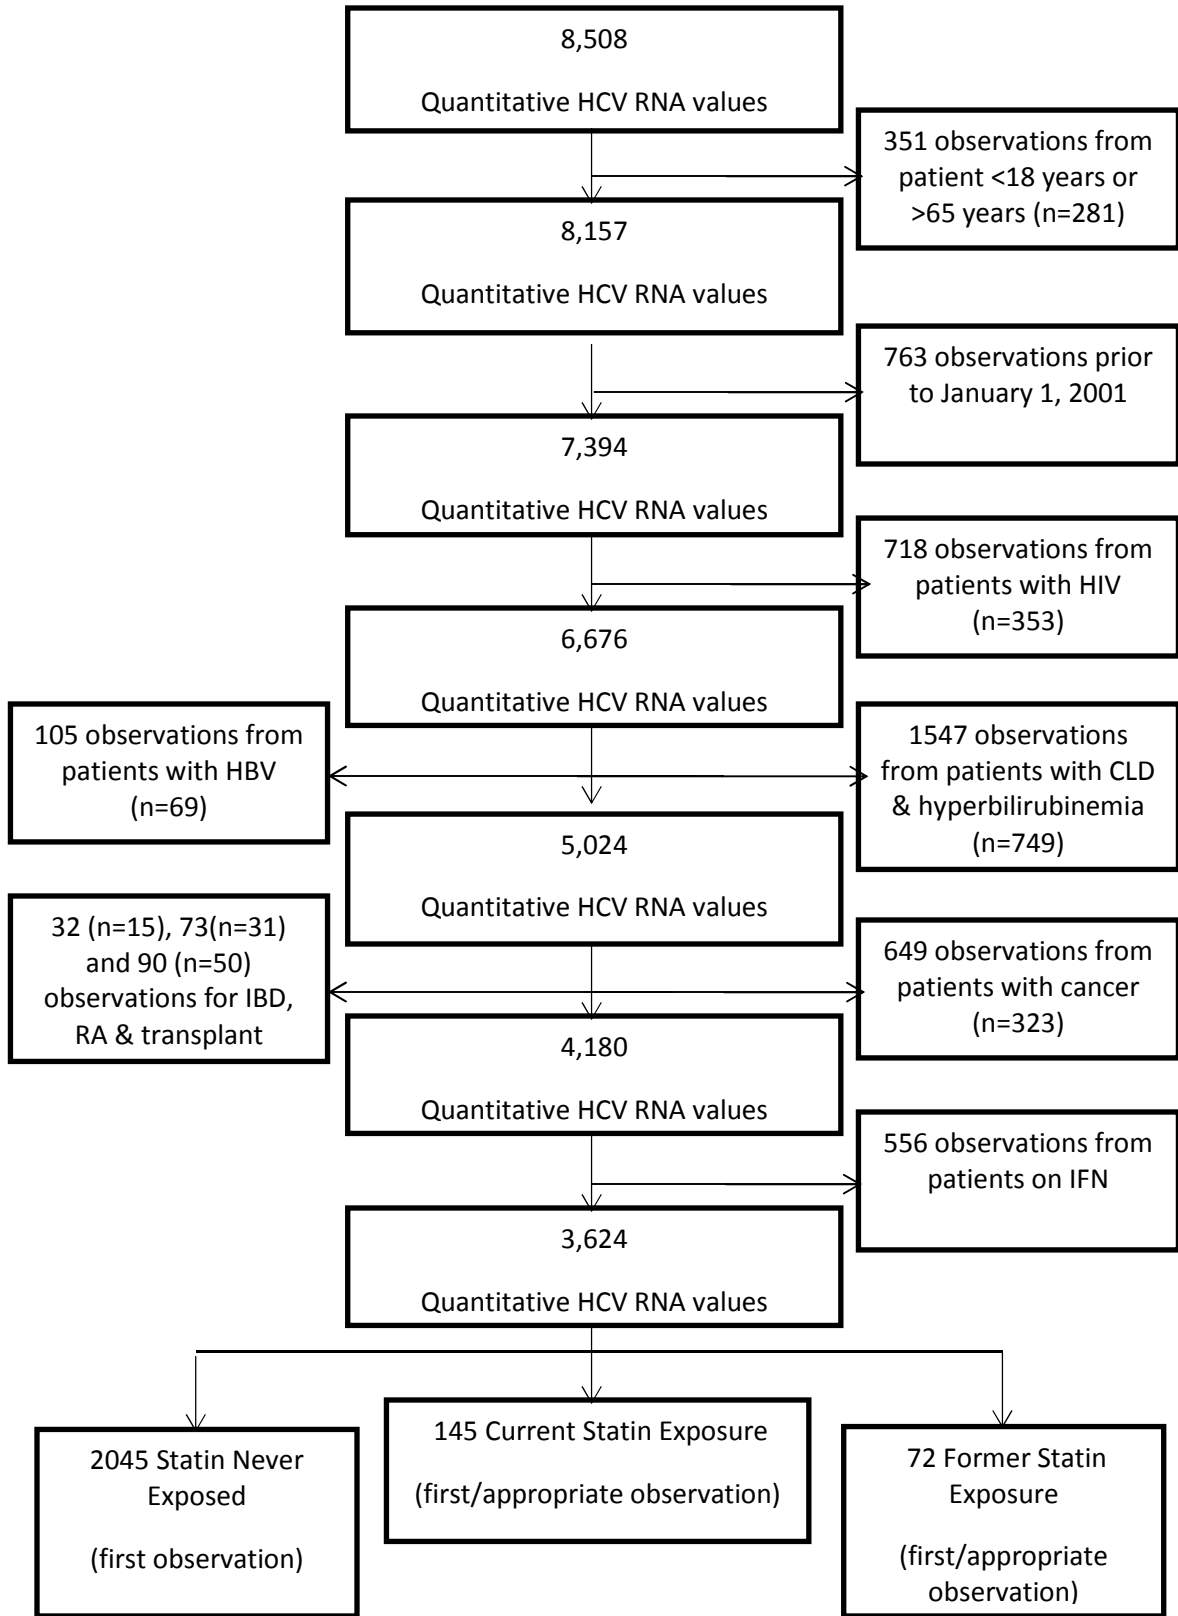 8,508
Quantitative HCV RNA values
351 observations from
patient <18 years or
>65 years (n=281)
8,157
Quantitative HCV RNA values
763 observations prior
to January 1, 2001
7,394
Quantitative HCV RNA values
718 observations from
patients with HIV
(n=353)
6,676
Quantitative HCV RNA values
105 observations from
patients with HBV
(n=69)
1547 observations
from patients with CLD
& hyperbilirubinemia
(n=749)
5,024
Quantitative HCV RNA values
32 (n=15), 73(n=31)
and 90 (n=50)
observations for IBD,
RA & transplant
649 observations from
patients with cancer
(n=323)
4,180
Quantitative HCV RNA values
556 observations from
patients on IFN
3,624
Quantitative HCV RNA values
2045 Statin Never
Exposed
(first observation)
145 Current Statin Exposure
(first/appropriate observation)
72 Former Statin
Exposure
(first/appropriate
observation)